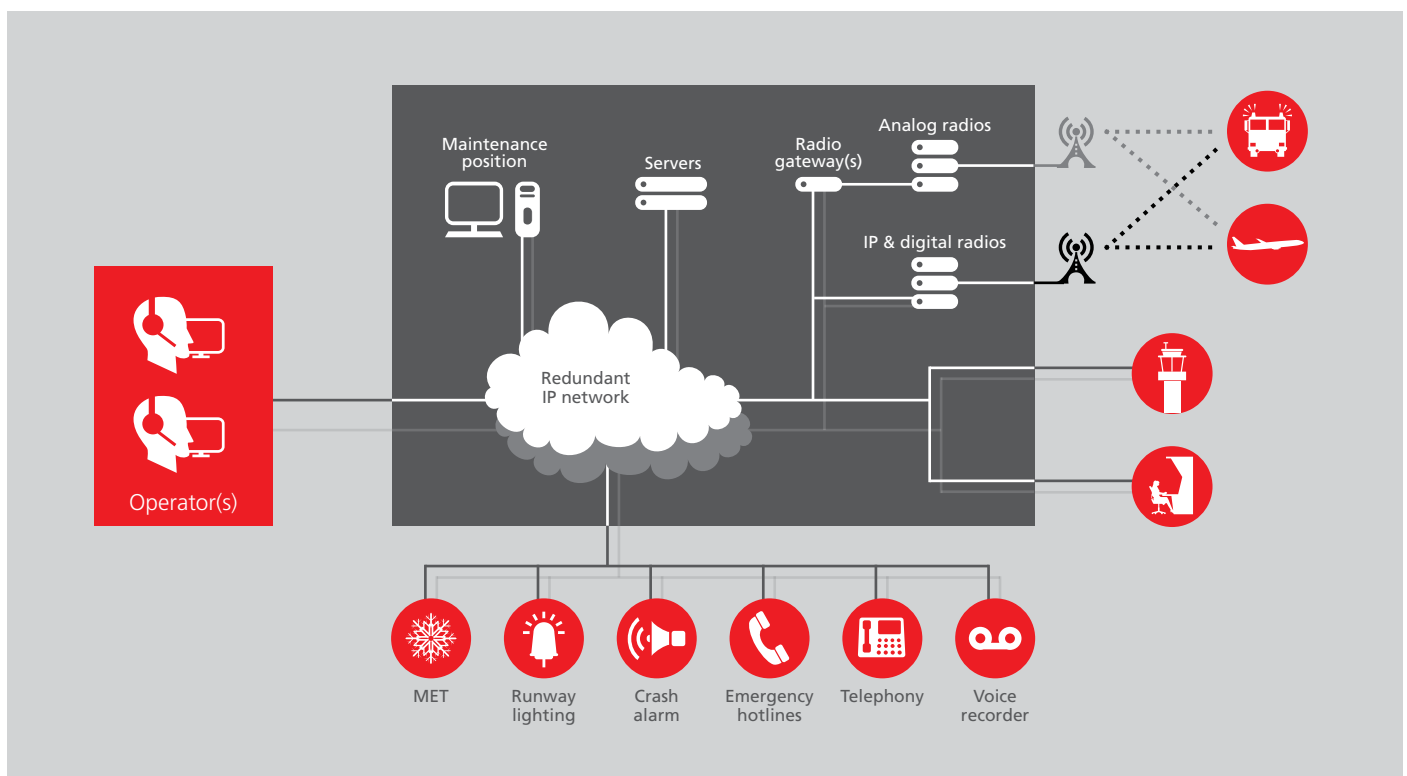 Maintenance
position
Servers
Radio
gateway(s)
Analog radios
IP & digital radios
Redundant
IP network
Operator(s)
MET
Runway
lighting
Crash
alarm
Emergency
hotlines
Telephony
Voice
recorder